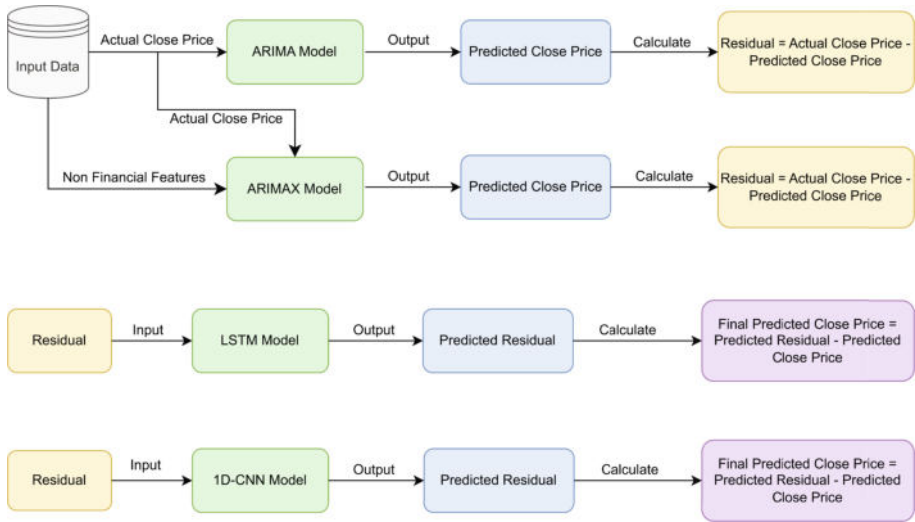 Input Data
Actual Close Price
ARIMA Model
Output
Predicted Close Price
Calculate
Residual = Actual Close Price -
Predicted Close Price
Actual Close Price
Non Financial Features
ARIMAX Model
Output
Predicted Close Price
Calculate
Residual = Actual Close Price -
Predicted Close Price
Residual
Input
LSTM Model
Output
Predicted Residual
Calculate
Final Predicted Close Price =
Predicted Residual - Predicted
Close Price
Residual
Input
1D-CNN Model
Output
Predicted Residual
Calculate
Final Predicted Close Price =
Predicted Residual - Predicted
Close Price